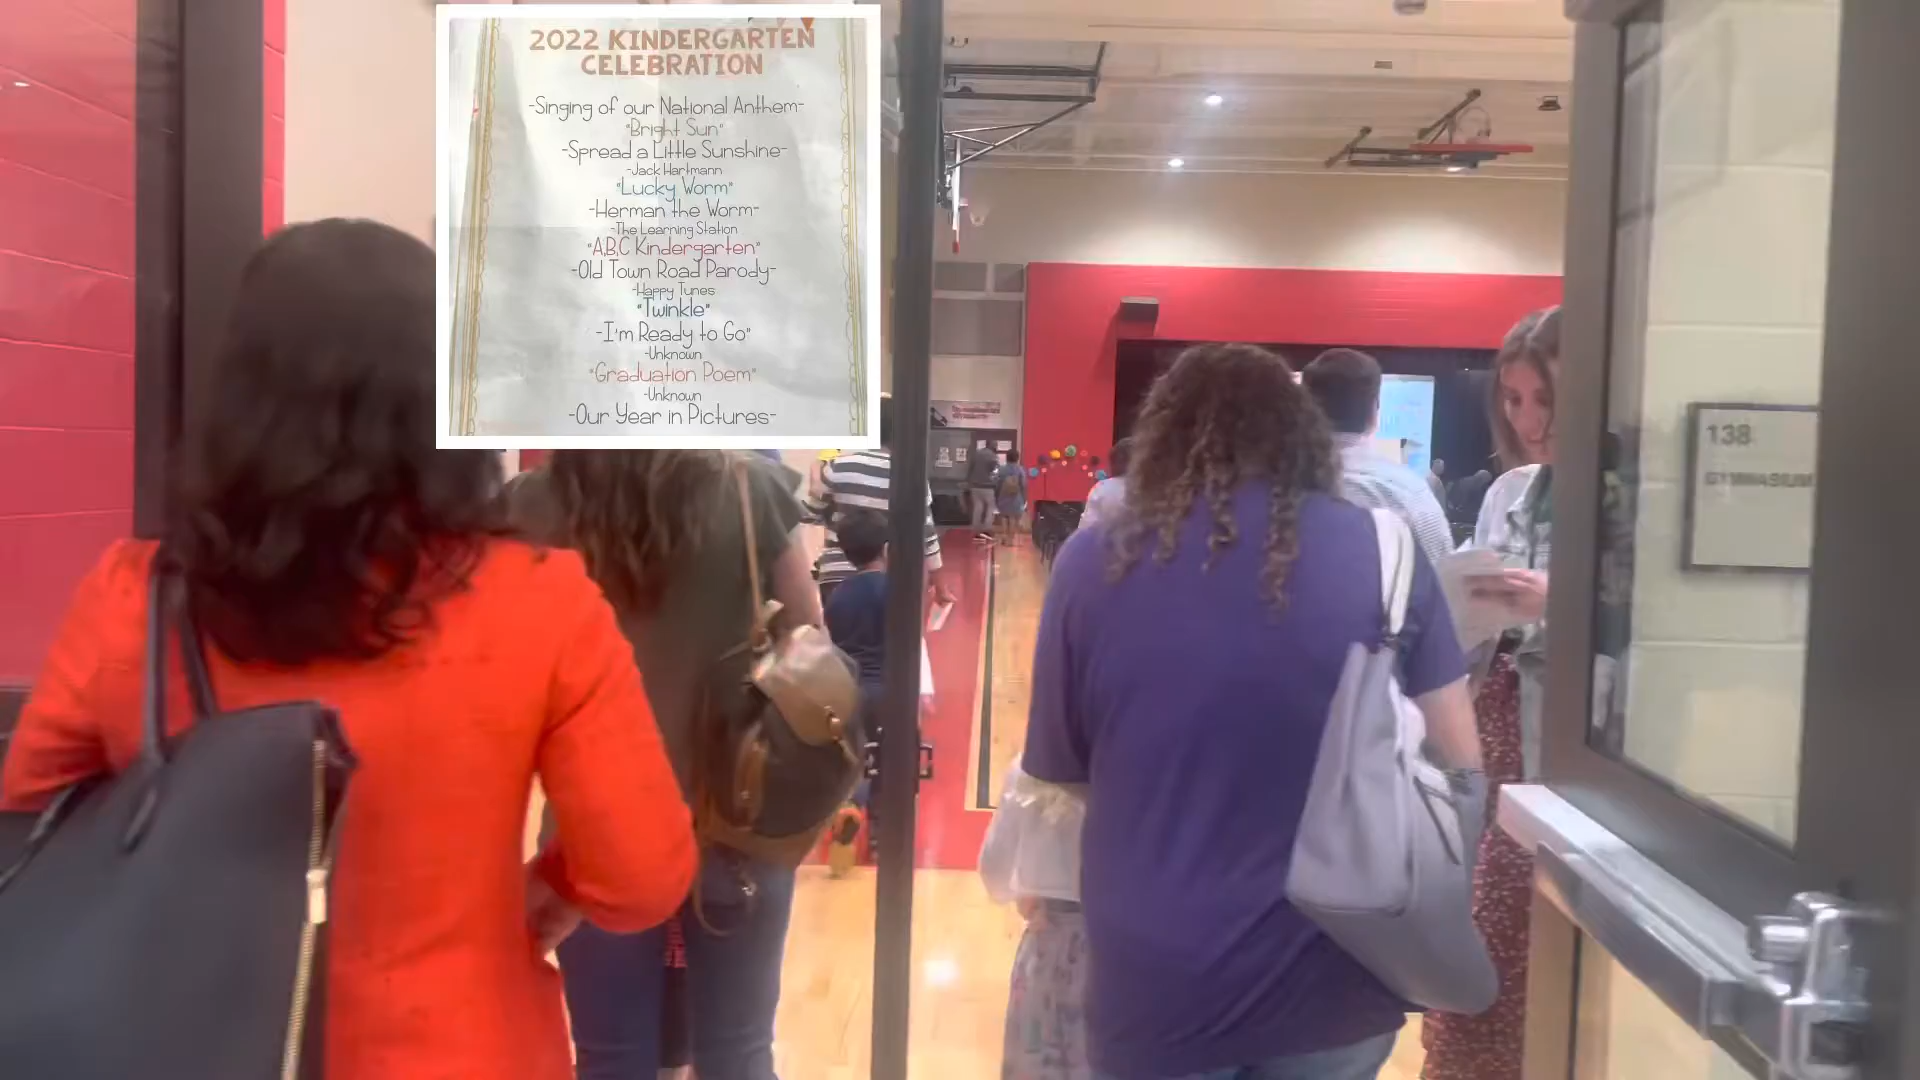 2022 KINDERGARTEN
CELEBRATION
-Singing of our National Anthem-
"Bright Sun"
-Spread a Little Sunshine-
-Jack Hartmann
"Lucky Worm"
-Herman the Worm-
-The Learning Station
"A,B,C Kindergarten"
-Old Town Road Parody-
-Happy Tunes
"Twinkle"
-I'm Ready to Go"
-Unknown
"Graduation Poem"
-Unknown
-Our Year in Pictures-
138
GYMNASIUM